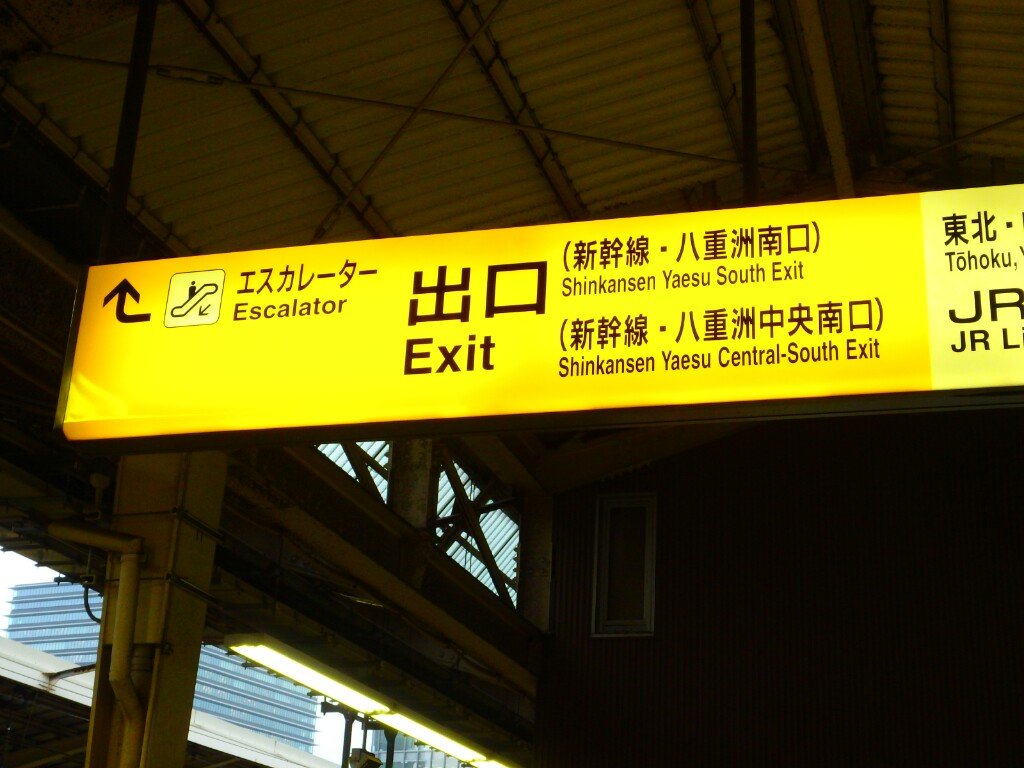 エスカレーター
Escalator
出口
Exit
(新幹線・八重洲南口)
Shinkansen Yaesu South Exit
(新幹線・八重洲中央南口)
Shinkansen Yaesu Central-South Exit
東北・
Tōhoku,
JR
JR